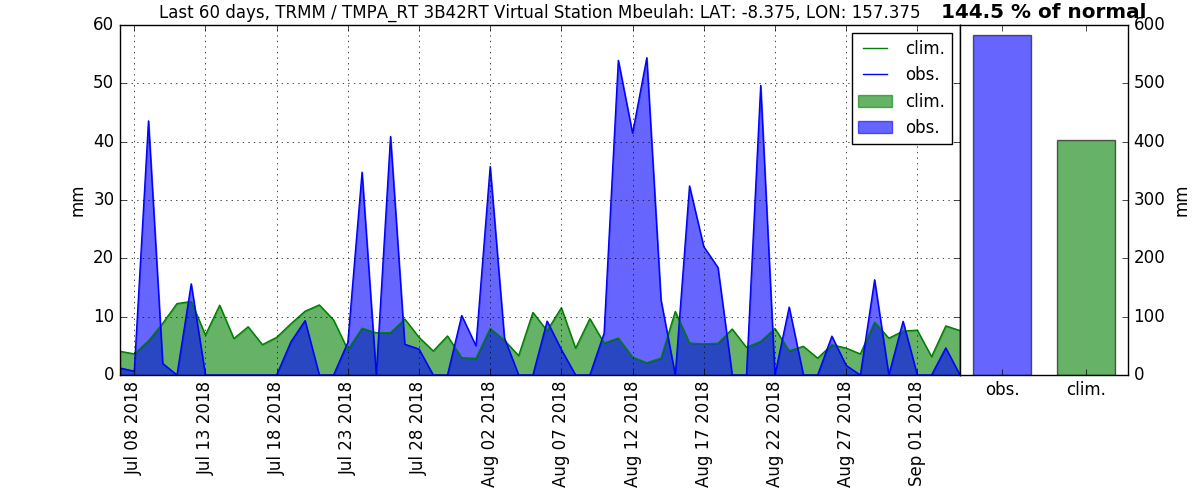 Last 60 days, TRMM / TMPA_RT 3B42RT Virtual Station Mbeulah: LAT: -8.375, LON: 157.375
144.5 % of normal
60
50
40
30
20
10
0
mm
clim.
obs.
clim.
obs.
Jul 08 2018
Jul 13 2018
Jul 18 2018
Jul 23 2018
Jul 28 2018
Aug 02 2018
Aug 07 2018
Aug 12 2018
Aug 17 2018
Aug 22 2018
Aug 27 2018
Sep 01 2018
600
500
400
300
200
100
0
mm
obs.
clim.